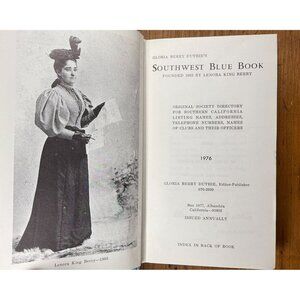 GLORIA BERRY DUTHIE'S
SOUTHWEST BLUE BOOK
FOUNDED 1903 BY LENORA KING BERRY
ORIGINAL SOCIETY DIRECTORY
FOR SOUTHERN CALIFORNIA
LISTING NAMES, ADDRESSES,
TELEPHONE NUMBERS, NAMES
OF CLUBS AND THEIR OFFICERS
1976
GLORIA BERRY DUTHIE, Editor-Publisher
Box 1077, Alhambra
California
ISSUED ANNUALLY
INDEX IN BACK OF BOOK
Lenora King Berry